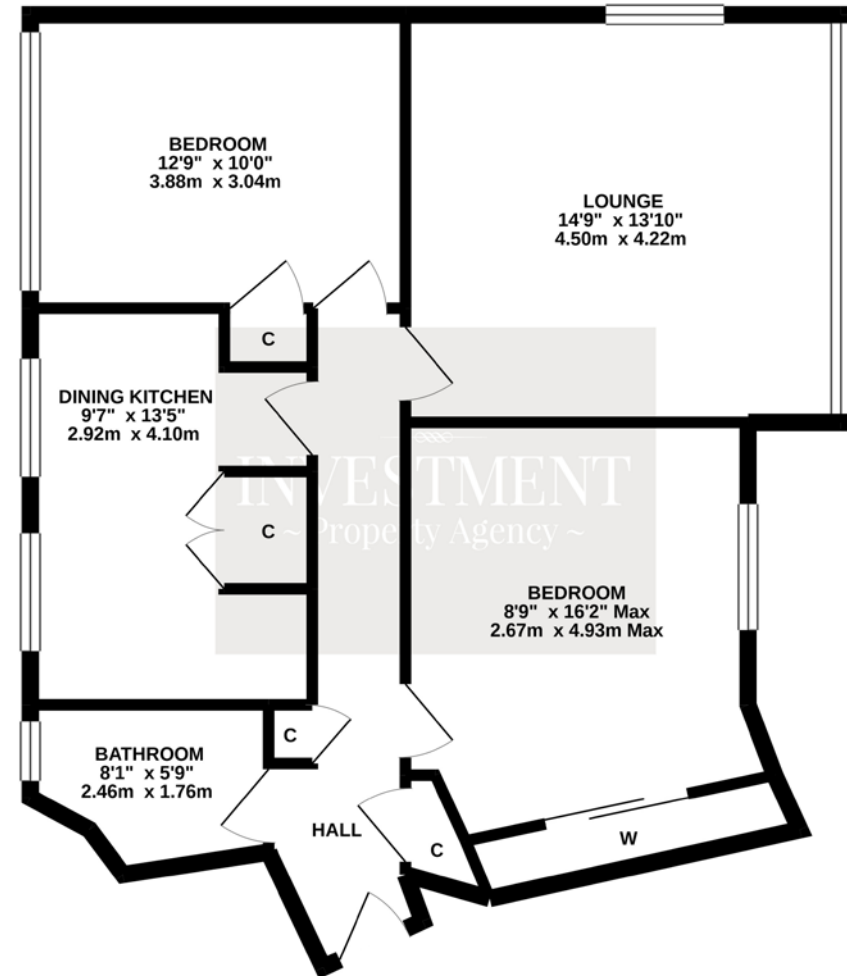 BEDROOM
12'9" x 10'0"
3.88m x 3.04m
LOUNGE
14'9" x 13'10"
4.50m x 4.22m
C
DINING KITCHEN
9'7" x 13'5"
2.92m x 4.10m
INVESTMENT
~ Property Agency ~
C
BEDROOM
8'9" x 16'2" Max
2.67m x 4.93m Max
C
BATHROOM
8'1" x 5'9"
2.46m x 1.76m
HALL
C
W